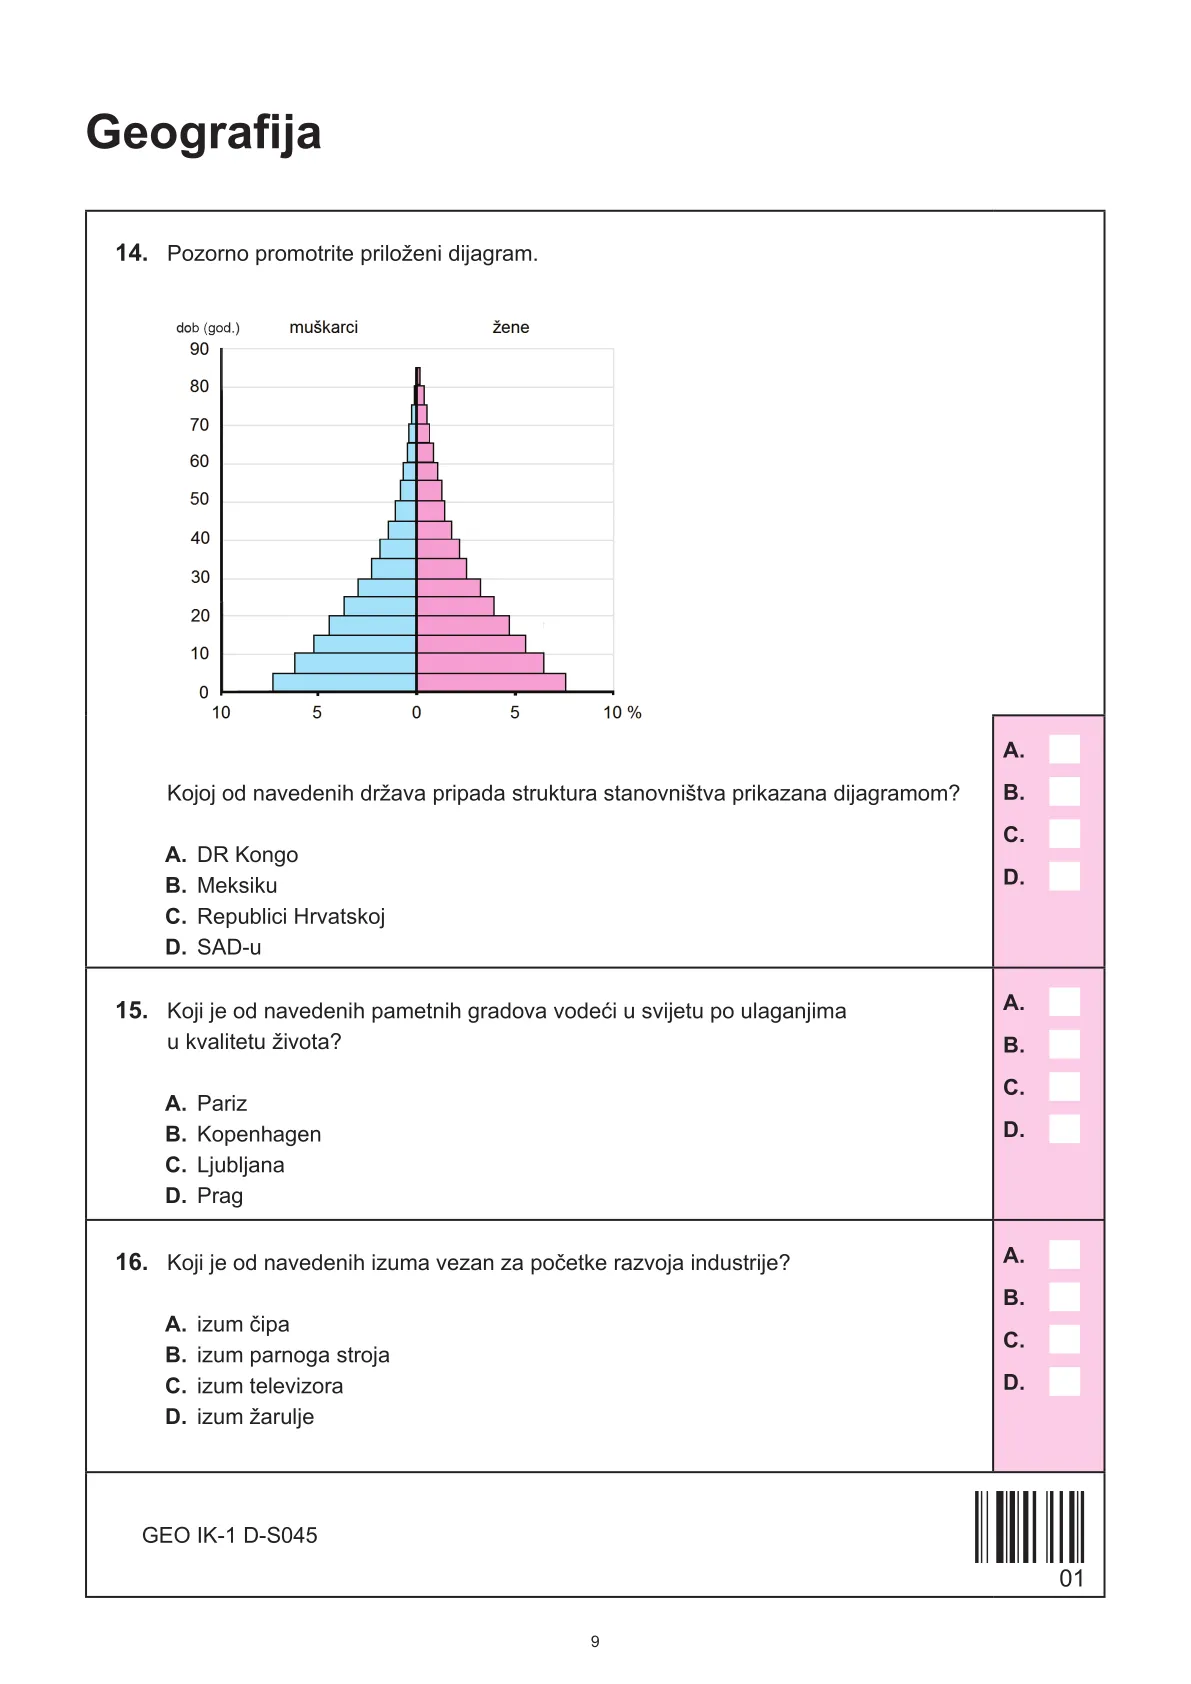 Geografija
14. Pozorno promotrite priloženi dijagram.
dob (god.) muškarci žene
90
80
70
60
50
40
30
20
10
0
10 5 0 5 10 %
Kojoj od navedenih država pripada struktura stanovništva prikazana dijagramom?
A. DR Kongo
B. Meksiku
C. Republici Hrvatskoj
D. SAD-u
A.
B.
C.
D.
15. Koji je od navedenih pametnih gradova vodeći u svijetu po ulaganjima
u kvalitetu života?
A. Pariz
B. Kopenhagen
C. Ljubljana
D. Prag
A.
B.
C.
D.
16. Koji je od navedenih izuma vezan za početke razvoja industrije?
A. izum čipa
B. izum parnoga stroja
C. izum televizora
D. izum žarulje
A.
B.
C.
D.
GEO IK-1 D-S045
01
9